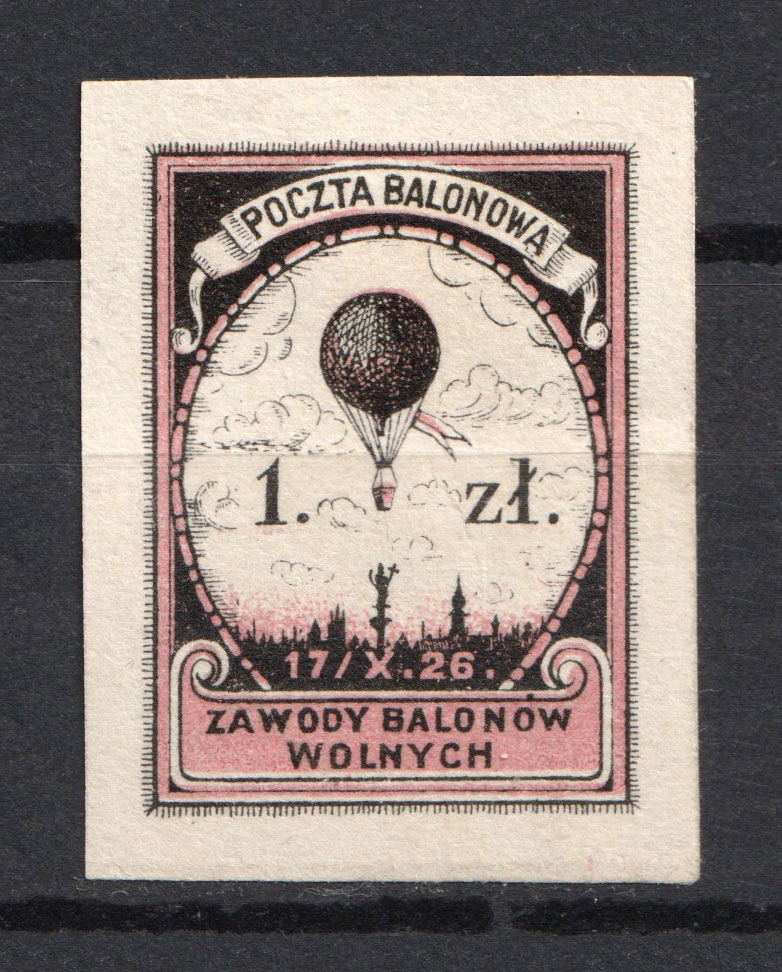 POCZTA BALONOWA
1. zł.
17/X.26.
ZAWODY BALONÓW
WOLNYCH